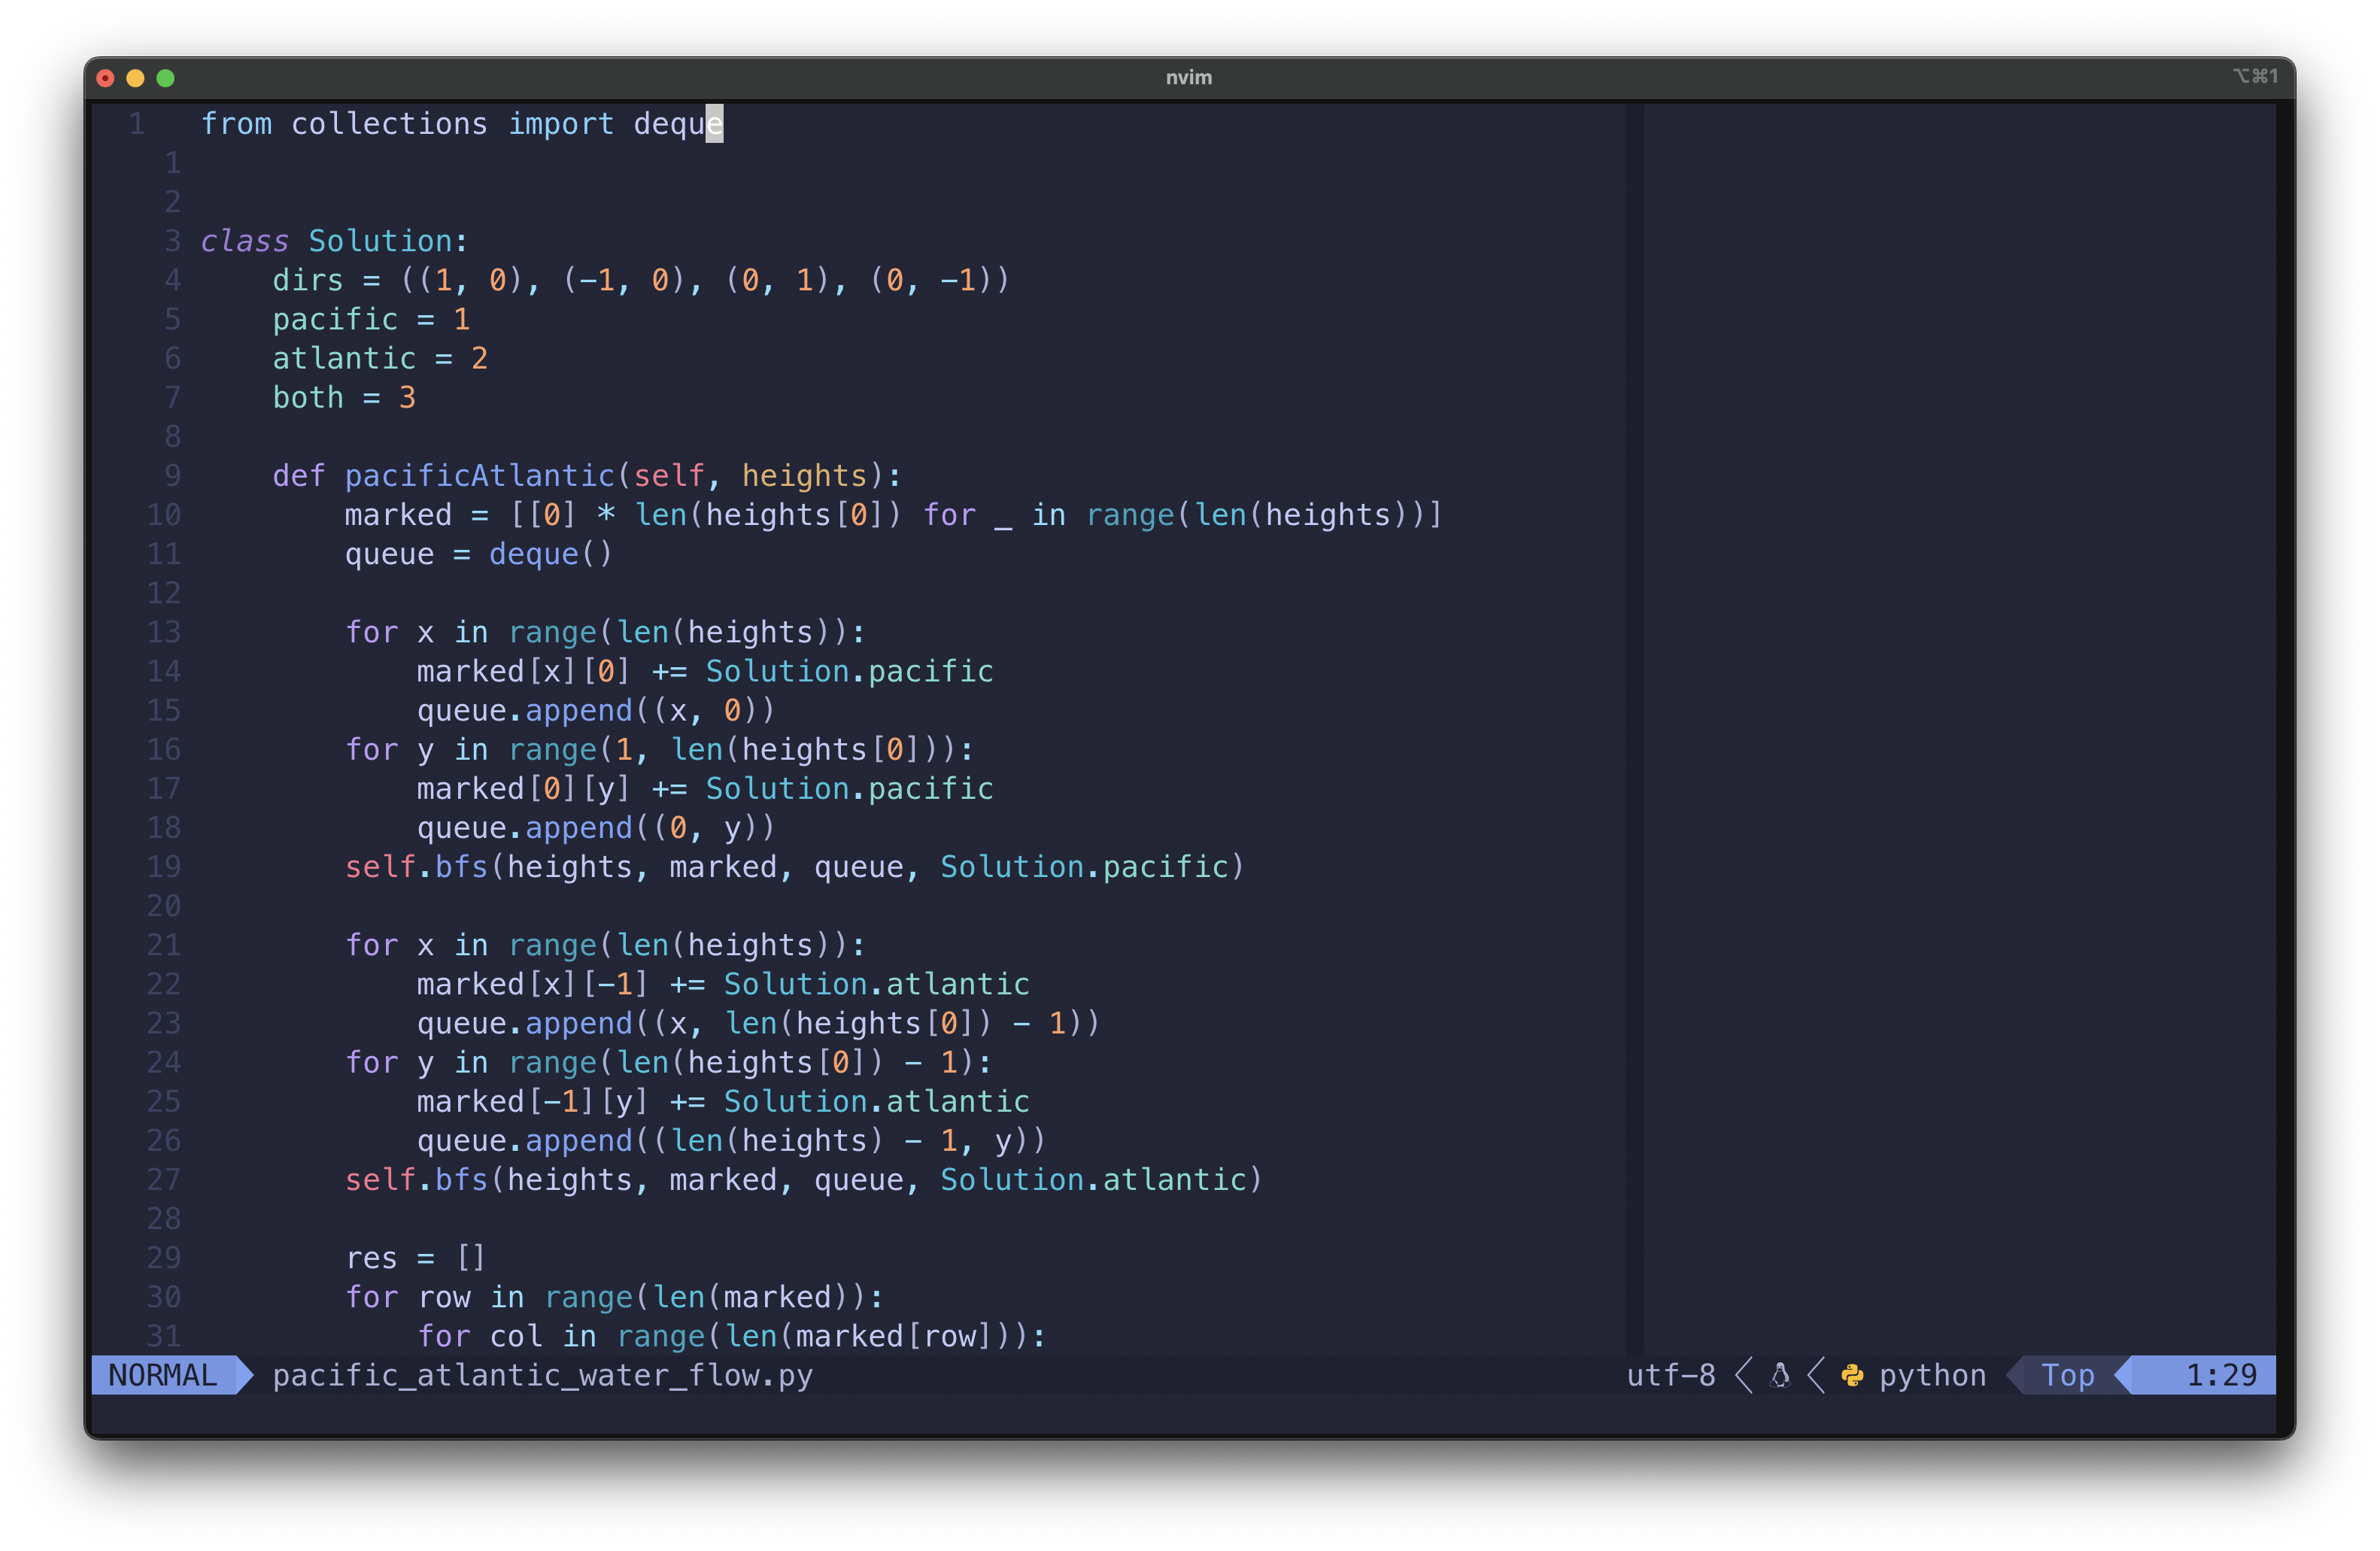 nvim
⌥⌘1
1 from collections import deque
1
2
3 class Solution:
4     dirs = ((1, 0), (-1, 0), (0, 1), (0, -1))
5     pacific = 1
6     atlantic = 2
7     both = 3
8
9     def pacificAtlantic(self, heights):
10         marked = [[0] * len(heights[0]) for _ in range(len(heights))]
11         queue = deque()
12
13         for x in range(len(heights)):
14             marked[x][0] += Solution.pacific
15             queue.append((x, 0))
16         for y in range(1, len(heights[0])):
17             marked[0][y] += Solution.pacific
18             queue.append((0, y))
19         self.bfs(heights, marked, queue, Solution.pacific)
20
21         for x in range(len(heights)):
22             marked[x][-1] += Solution.atlantic
23             queue.append((x, len(heights[0]) - 1))
24         for y in range(len(heights[0]) - 1):
25             marked[-1][y] += Solution.atlantic
26             queue.append((len(heights) - 1, y))
27         self.bfs(heights, marked, queue, Solution.atlantic)
28
29         res = []
30         for row in range(len(marked)):
31             for col in range(len(marked[row])):
NORMAL pacific_atlantic_water_flow.py utf-8 python Top 1:29